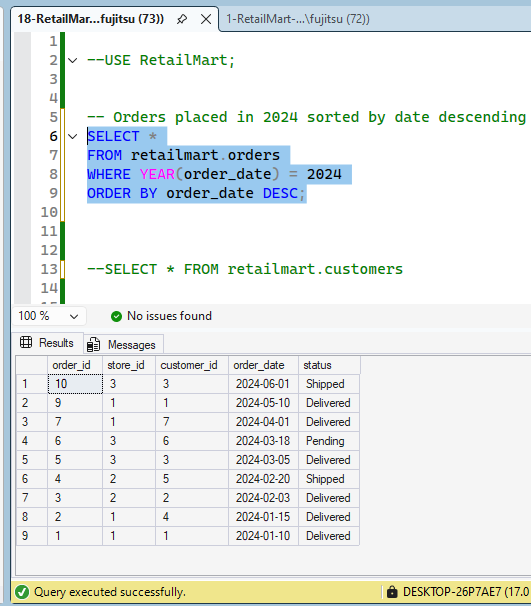 18-RetailMar...fujitsu (73))
1-RetailMart-...\fujitsu (72))
1
2 --USE RetailMart;
3
4
5 -- Orders placed in 2024 sorted by date descending
6 SELECT *
7 FROM retailmart.orders
8 WHERE YEAR(order_date) = 2024
9 ORDER BY order_date DESC;
10
11
12
13 --SELECT * FROM retailmart.customers
14
100 % No issues found
Results Messages
order_id store_id customer_id order_date status
1 10 3 3 2024-06-01 Shipped
2 9 1 1 2024-05-10 Delivered
3 7 1 7 2024-04-01 Delivered
4 6 3 6 2024-03-18 Pending
5 5 3 3 2024-03-05 Delivered
6 4 2 5 2024-02-20 Shipped
7 3 2 2 2024-02-03 Delivered
8 2 1 4 2024-01-15 Delivered
9 1 1 1 2024-01-10 Delivered
Query executed successfully. DESKTOP-26P7AE7 (17.0